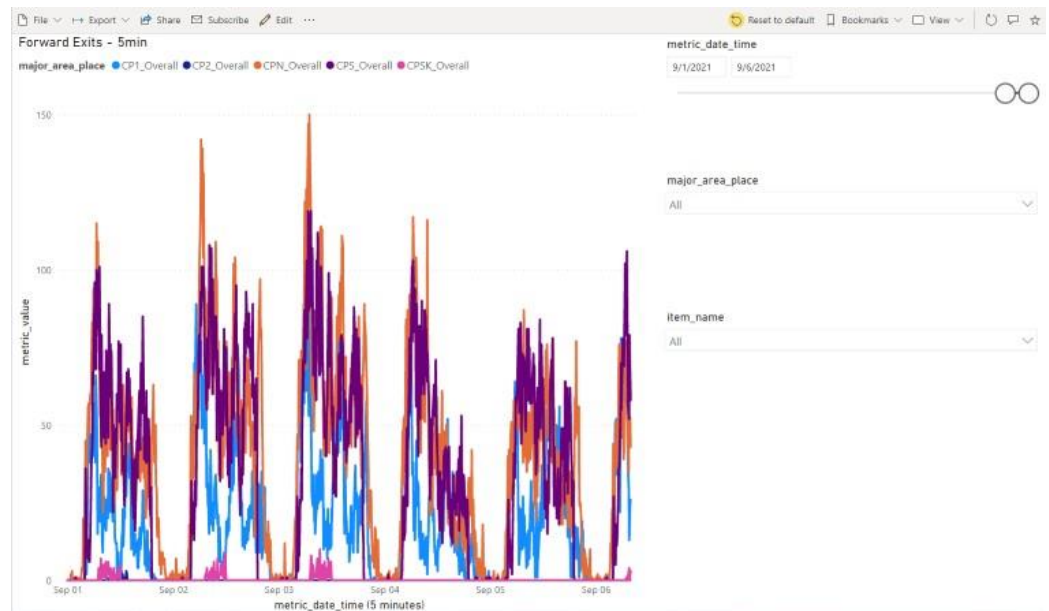 File Export Share Subscribe Edit ... Reset to default Bookmarks View
Forward Exits - 5min
major_area_place CP1_Overall CP2_Overall CPN_Overall CPS_Overall CPSK_Overall
metric_value
150
100
50
0
Sep 01 Sep 02 Sep 03 Sep 04 Sep 05 Sep 06
metric_date_time (5 minutes)
metric_date_time
9/1/2021 9/6/2021
major_area_place
All
item_name
All